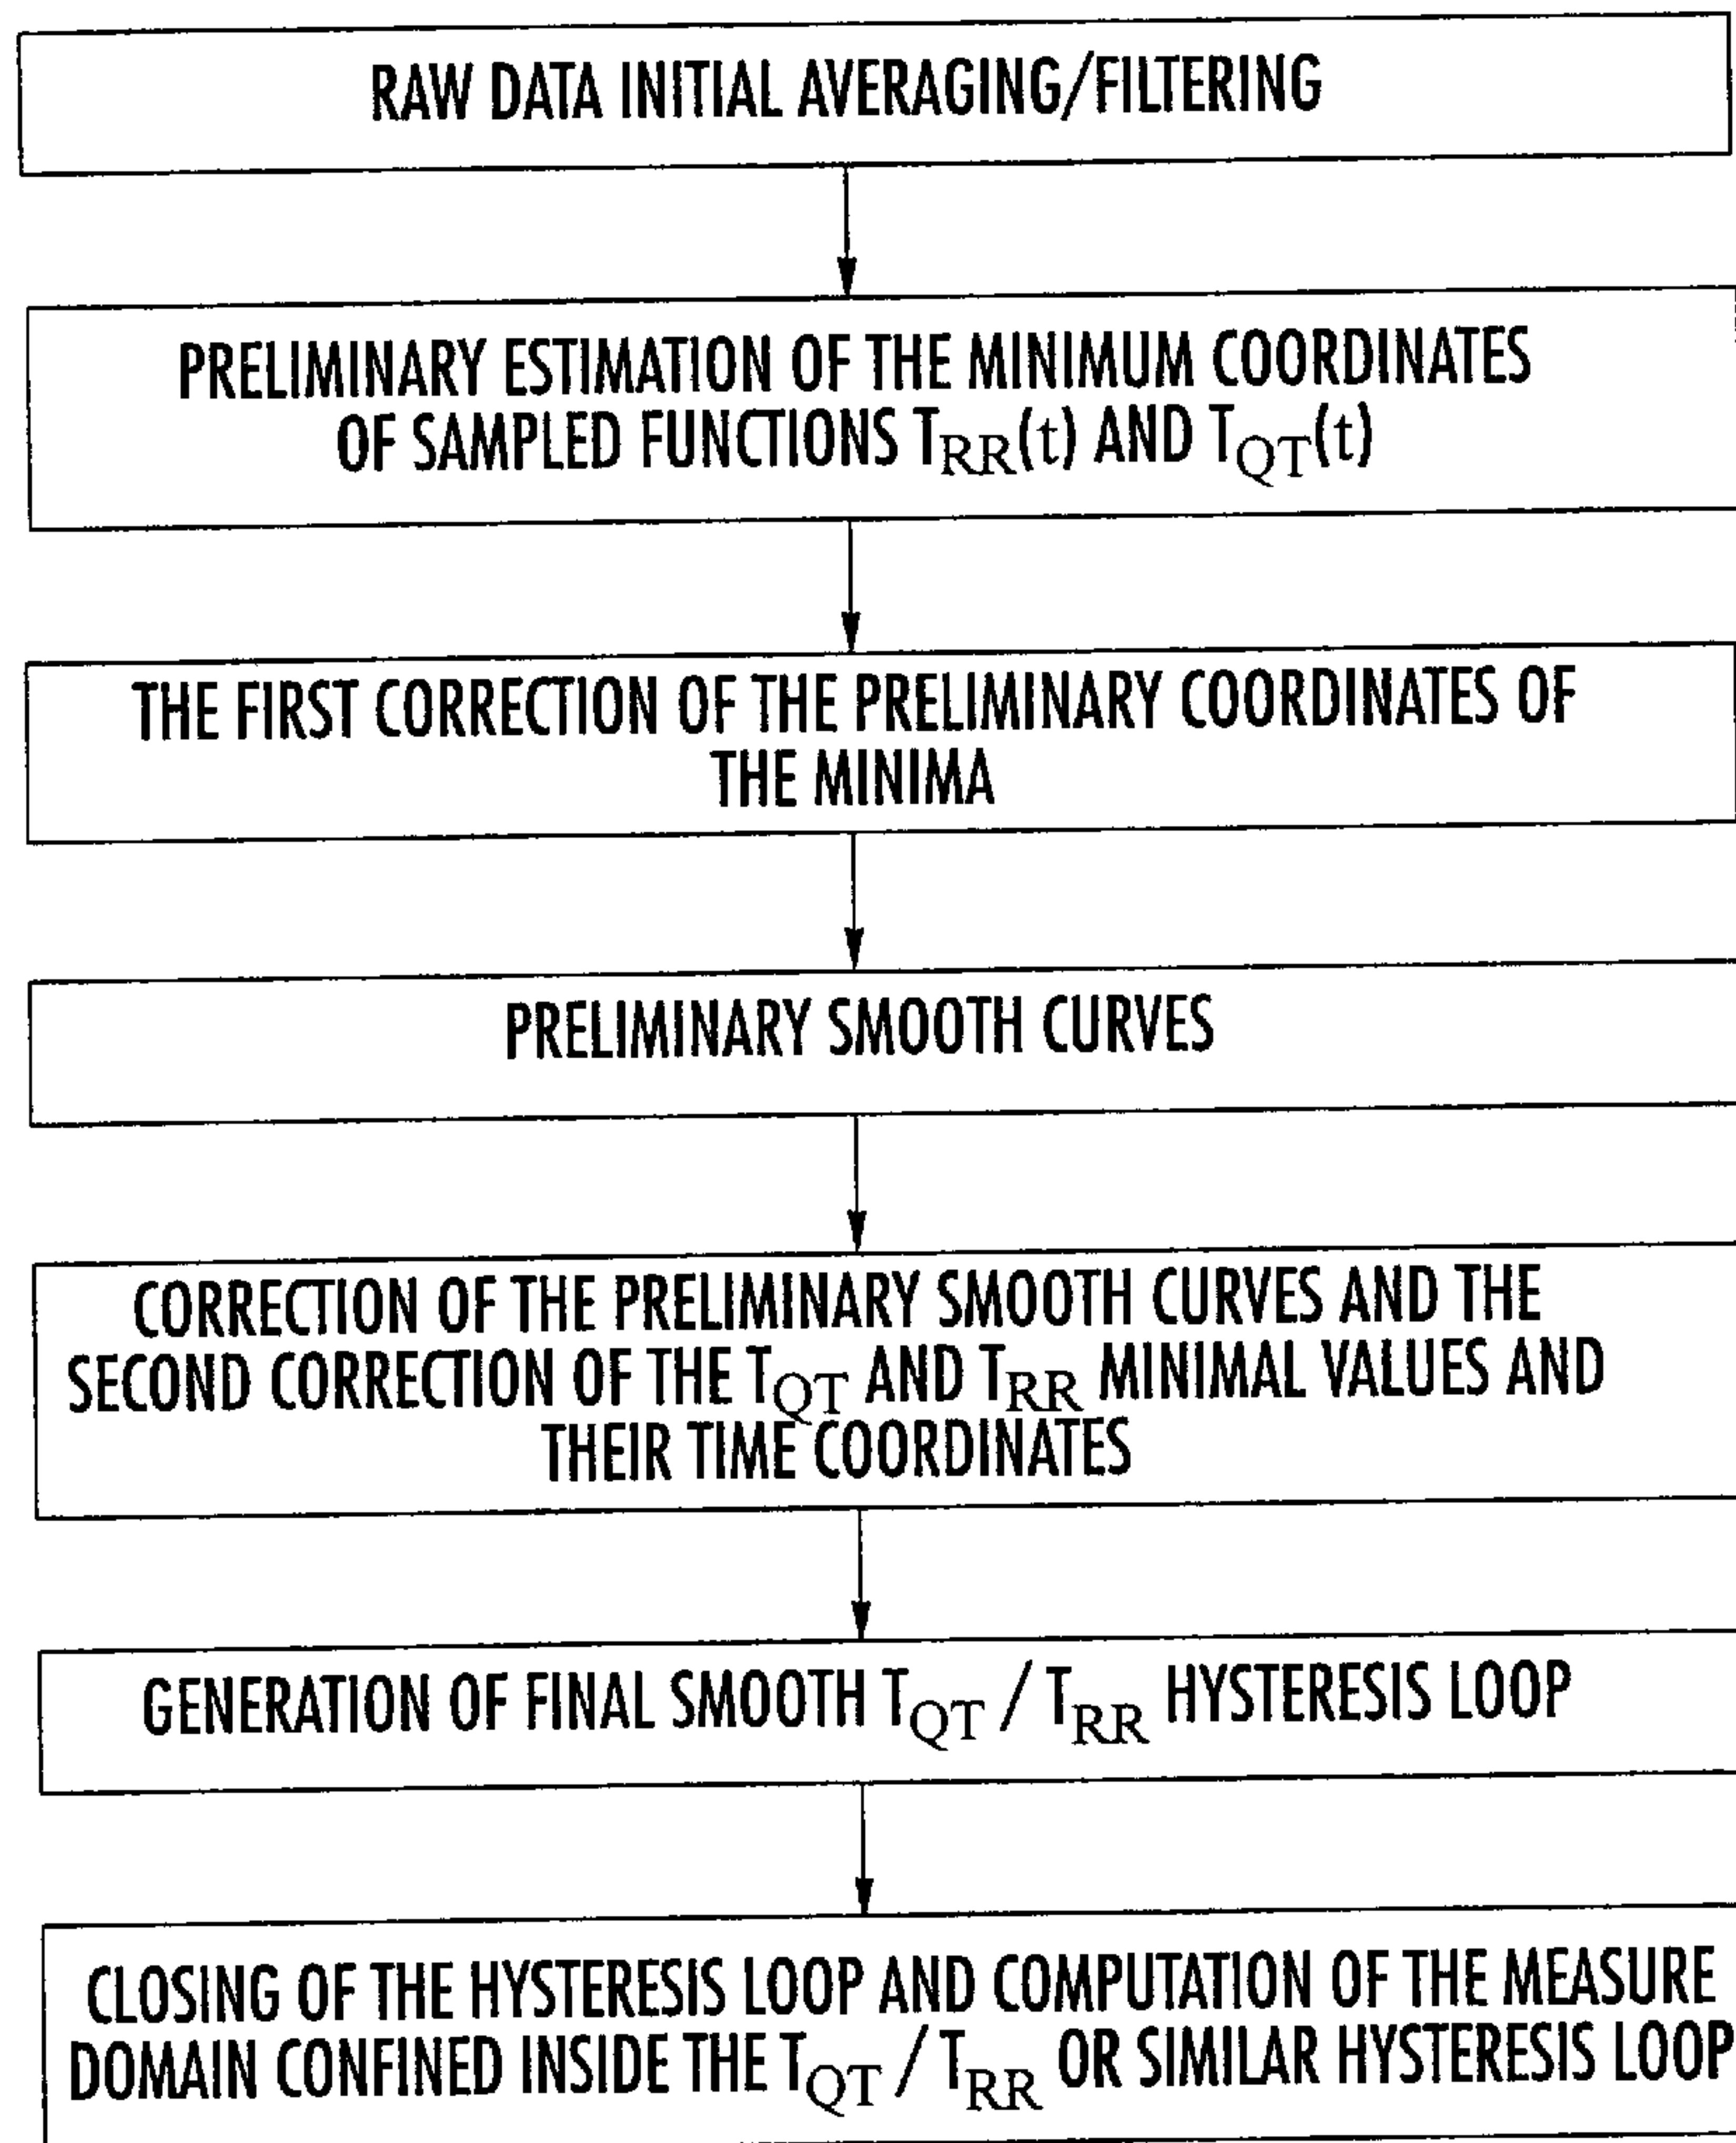 RAW DATA INITIAL AVERAGING/FILTERING
PRELIMINARY ESTIMATION OF THE MINIMUM COORDINATES
OF SAMPLED FUNCTIONS TRR(t) AND TQT(t)
THE FIRST CORRECTION OF THE PRELIMINARY COORDINATES OF
THE MINIMA
PRELIMINARY SMOOTH CURVES
CORRECTION OF THE PRELIMINARY SMOOTH CURVES AND THE
SECOND CORRECTION OF THE TQT AND TRR MINIMAL VALUES AND
THEIR TIME COORDINATES
GENERATION OF FINAL SMOOTH TQT / TRR HYSTERESIS LOOP
CLOSING OF THE HYSTERESIS LOOP AND COMPUTATION OF THE MEASURE
DOMAIN CONFINED INSIDE THE TQT / TRR OR SIMILAR HYSTERESIS LOOP